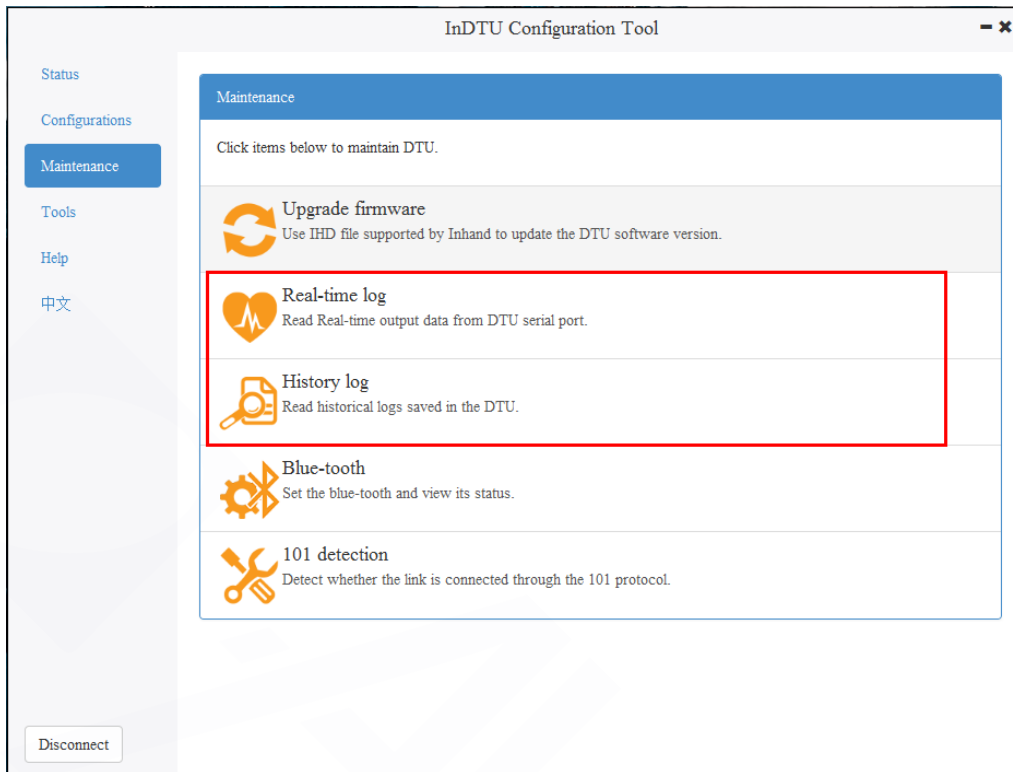 InDTU Configuration Tool
Status
Configurations
Maintenance
Tools
Help
中文
Disconnect
Maintenance
Click items below to maintain DTU.
Upgrade firmware
Use IHD file supported by Inhand to update the DTU software version.
Real-time log
Read Real-time output data from DTU serial port.
History log
Read historical logs saved in the DTU.
Blue-tooth
Set the blue-tooth and view its status.
101 detection
Detect whether the link is connected through the 101 protocol.